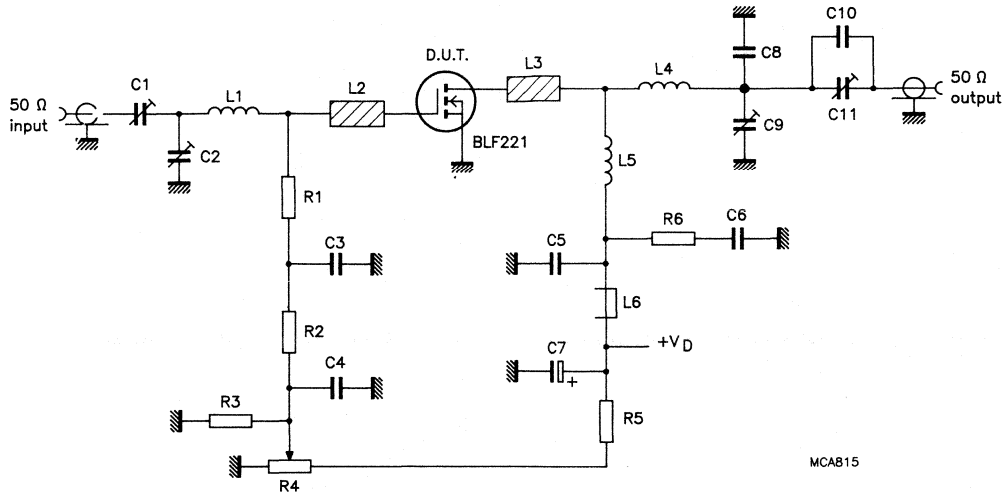 C10
C8
D.U.T.
L3
L4
C1
L1
L2
50 Ω
input
50 Ω
output
C11
C9
BLF221
C2
L5
R1
R6
C6
C3
C5
L6
R2
+VD
C7
C4
+
R3
R5
R4
MCA815